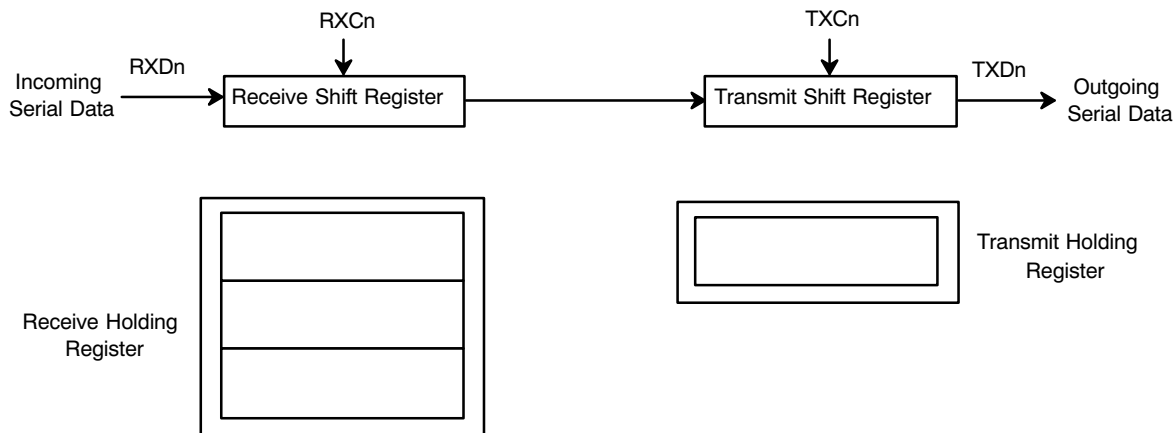 RXCn
TXCn
RXDn
TXDn
Incoming
Serial Data
Receive Shift Register
Transmit Shift Register
Outgoing
Serial Data
Transmit Holding
Register
Receive Holding
Register